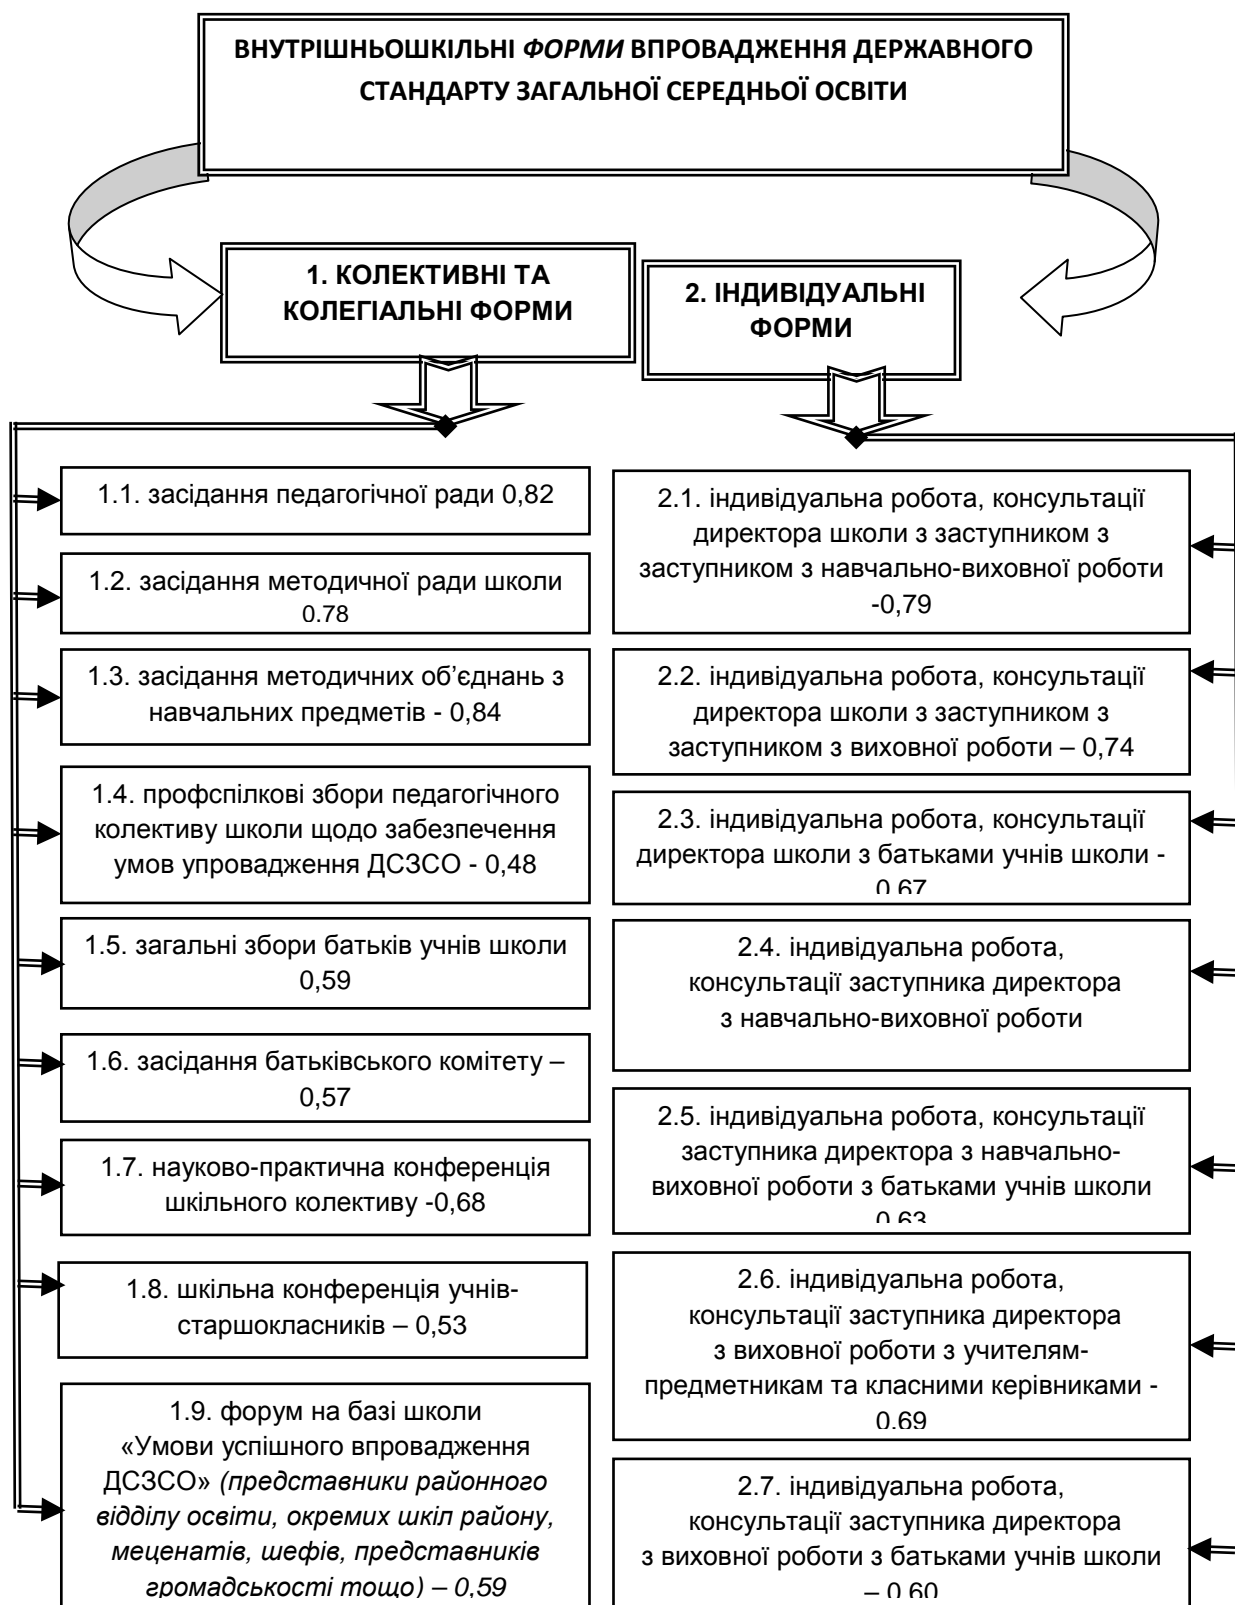 ВНУТРІШНЬОШКІЛЬНІ ФОРМИ ВПРОВАДЖЕННЯ ДЕРЖАВНОГО
СТАНДАРТУ ЗАГАЛЬНОЇ СЕРЕДНЬОЇ ОСВІТИ
1. КОЛЕКТИВНІ ТА
КОЛЕГІАЛЬНІ ФОРМИ
1.1. засідання педагогічної ради 0,82
1.2. засідання методичної ради школи
0,78
1.3. засідання методичних об’єднань з
навчальних предметів - 0,84
1.4. профспілкові збори педагогічного
колективу школи щодо забезпечення
умов упровадження ДСЗСО - 0,48
1.5. загальні збори батьків учнів школи
0,59
1.6. засідання батьківського комітету –
0,57
1.7. науково-практична конференція
шкільного колективу -0,68
1.8. шкільна конференція учнів-
старшокласників – 0,53
1.9. форум на базі школи
«Умови успішного впровадження
ДСЗСО» (представники районного
відділу освіти, окремих шкіл району,
меценатів, шефів, представників
громадськості тощо) – 0,59
2. ІНДИВІДУАЛЬНІ
ФОРМИ
2.1. індивідуальна робота, консультації
директора школи з заступником з
заступником з навчально-виховної роботи
-0,79
2.2. індивідуальна робота, консультації
директора школи з заступником з
заступником з виховної роботи – 0,74
2.3. індивідуальна робота, консультації
директора школи з батьками учнів школи -
0,67
2.4. індивідуальна робота,
консультації заступника директора
з навчально-виховної роботи
2.5. індивідуальна робота, консультації
заступника директора з навчально-
виховної роботи з батьками учнів школи
0,63
2.6. індивідуальна робота,
консультації заступника директора
з виховної роботи з учителям-
предметникам та класними керівниками -
0,69
2.7. індивідуальна робота,
консультації заступника директора
з виховної роботи з батьками учнів школи
– 0,60